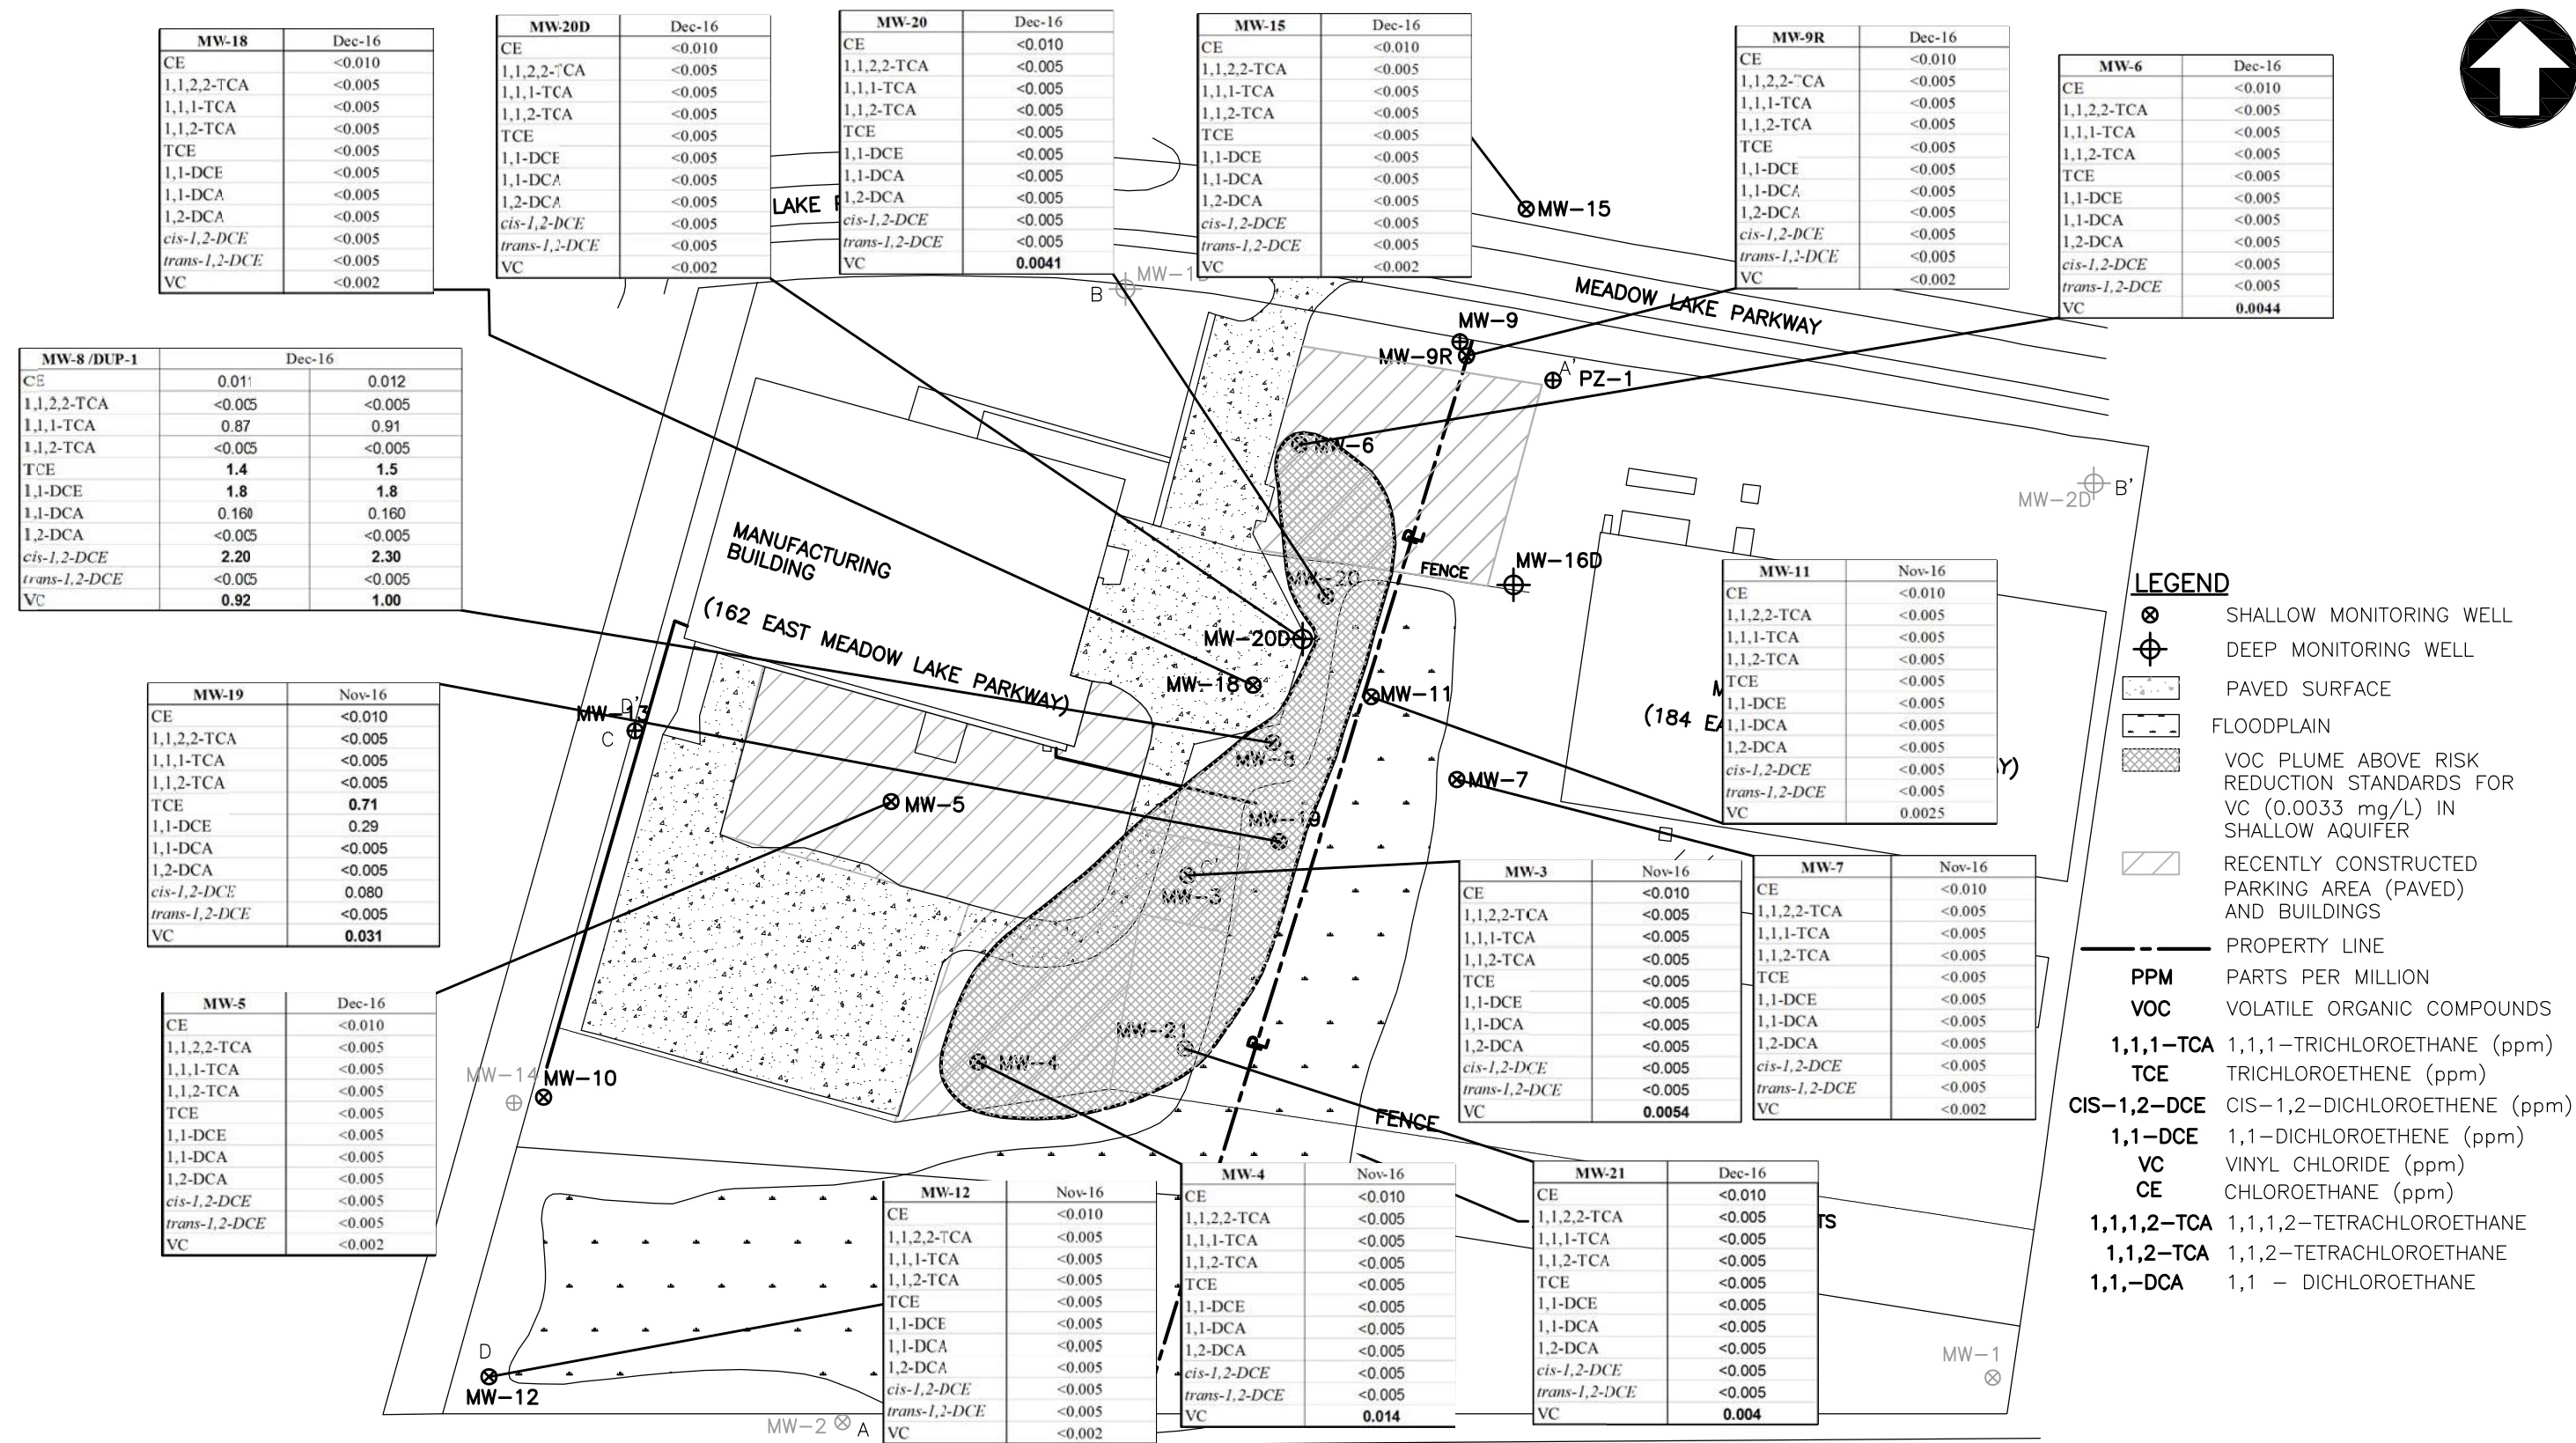 MW-18 Dec-16
CE <0.010
1,1,2,2-TCA <0.005
1,1,1-TCA <0.005
1,1,2-TCA <0.005
TCE <0.005
1,1-DCE <0.005
1,1-DCA <0.005
1,2-DCA <0.005
cis-1,2-DCE <0.005
trans-1,2-DCE <0.005
VC <0.002
MW-20D Dec-16
CE <0.010
1,1,2,2-TCA <0.005
1,1,1-TCA <0.005
1,1,2-TCA <0.005
TCE <0.005
1,1-DCE <0.005
1,1-DCA <0.005
1,2-DCA <0.005
cis-1,2-DCE <0.005
trans-1,2-DCE <0.005
VC <0.002
MW-20 Dec-16
CE <0.010
1,1,2,2-TCA <0.005
1,1,1-TCA <0.005
1,1,2-TCA <0.005
TCE <0.005
1,1-DCE <0.005
1,1-DCA <0.005
1,2-DCA <0.005
cis-1,2-DCE <0.005
trans-1,2-DCE <0.005
VC 0.0041
MW-15 Dec-16
CE <0.010
1,1,2,2-TCA <0.005
1,1,1-TCA <0.005
1,1,2-TCA <0.005
TCE <0.005
1,1-DCE <0.005
1,1-DCA <0.005
1,2-DCA <0.005
cis-1,2-DCE <0.005
trans-1,2-DCE <0.005
VC <0.002
MW-9R Dec-16
CE <0.010
1,1,2,2-TCA <0.005
1,1,1-TCA <0.005
1,1,2-TCA <0.005
TCE <0.005
1,1-DCE <0.005
1,1-DCA <0.005
1,2-DCA <0.005
cis-1,2-DCE <0.005
trans-1,2-DCE <0.005
VC <0.002
MW-6 Dec-16
CE <0.010
1,1,2,2-TCA <0.005
1,1,1-TCA <0.005
1,1,2-TCA <0.005
TCE <0.005
1,1-DCE <0.005
1,1-DCA <0.005
1,2-DCA <0.005
cis-1,2-DCE <0.005
trans-1,2-DCE <0.005
VC 0.0044
MW-8 /DUP-1 Dec-16
CE 0.011 0.012
1,1,2,2-TCA <0.005 <0.005
1,1,1-TCA 0.87 0.91
1,1,2-TCA <0.005 <0.005
TCE 1.4 1.5
1,1-DCE 1.8 1.8
1,1-DCA 0.160 0.160
1,2-DCA <0.005 <0.005
cis-1,2-DCE 2.20 2.30
trans-1,2-DCE <0.005 <0.005
VC 0.92 1.00
MW-19 Nov-16
CE <0.010
1,1,2,2-TCA <0.005
1,1,1-TCA <0.005
1,1,2-TCA <0.005
TCE 0.71
1,1-DCE 0.29
1,1-DCA <0.005
1,2-DCA <0.005
cis-1,2-DCE 0.080
trans-1,2-DCE <0.005
VC 0.031
MW-5 Dec-16
CE <0.010
1,1,2,2-TCA <0.005
1,1,1-TCA <0.005
1,1,2-TCA <0.005
TCE <0.005
1,1-DCE <0.005
1,1-DCA <0.005
1,2-DCA <0.005
cis-1,2-DCE <0.005
trans-1,2-DCE <0.005
VC <0.002
LAKE
MW-15
B
MEADOW LAKE PARKWAY
MW-9
MW-9R
A' PZ-1
MW-6
MW-2D B'
MANUFACTURING
BUILDING
(162 EAST MEADOW LAKE PARKWAY)
MW-20
FENCE
MW-16D
MW-20D
MW-18
MW-11
MW-13
D'
C
MW-8
MW-7
MW-5
MW-19
C'
MW-3
(184
Y)
MW-21
MW-4
MW-14
MW-10
FENCE
TS
D
MW-12
MW-2 A
MW-1
MW-11 Nov-16
CE <0.010
1,1,2,2-TCA <0.005
1,1,1-TCA <0.005
1,1,2-TCA <0.005
TCE <0.005
1,1-DCE <0.005
1,1-DCA <0.005
1,2-DCA <0.005
cis-1,2-DCE <0.005
trans-1,2-DCE <0.005
VC 0.0025
MW-3 Nov-16
CE <0.010
1,1,2,2-TCA <0.005
1,1,1-TCA <0.005
1,1,2-TCA <0.005
TCE <0.005
1,1-DCE <0.005
1,1-DCA <0.005
1,2-DCA <0.005
cis-1,2-DCE <0.005
trans-1,2-DCE <0.005
VC 0.0054
MW-7 Nov-16
CE <0.010
1,1,2,2-TCA <0.005
1,1,1-TCA <0.005
1,1,2-TCA <0.005
TCE <0.005
1,1-DCE <0.005
1,1-DCA <0.005
1,2-DCA <0.005
cis-1,2-DCE <0.005
trans-1,2-DCE <0.005
VC <0.002
MW-12 Nov-16
CE <0.010
1,1,2,2-TCA <0.005
1,1,1-TCA <0.005
1,1,2-TCA <0.005
TCE <0.005
1,1-DCE <0.005
1,1-DCA <0.005
1,2-DCA <0.005
cis-1,2-DCE <0.005
trans-1,2-DCE <0.005
VC <0.002
MW-4 Nov-16
CE <0.010
1,1,2,2-TCA <0.005
1,1,1-TCA <0.005
1,1,2-TCA <0.005
TCE <0.005
1,1-DCE <0.005
1,1-DCA <0.005
1,2-DCA <0.005
cis-1,2-DCE <0.005
trans-1,2-DCE <0.005
VC 0.014
MW-21 Dec-16
CE <0.010
1,1,2,2-TCA <0.005
1,1,1-TCA <0.005
1,1,2-TCA <0.005
TCE <0.005
1,1-DCE <0.005
1,1-DCA <0.005
1,2-DCA <0.005
cis-1,2-DCE <0.005
trans-1,2-DCE <0.005
VC 0.004
LEGEND
SHALLOW MONITORING WELL
DEEP MONITORING WELL
PAVED SURFACE
FLOODPLAIN
VOC PLUME ABOVE RISK
REDUCTION STANDARDS FOR
VC (0.0033 mg/L) IN
SHALLOW AQUIFER
RECENTLY CONSTRUCTED
PARKING AREA (PAVED)
AND BUILDINGS
PROPERTY LINE
PPM PARTS PER MILLION
VOC VOLATILE ORGANIC COMPOUNDS
1,1,1-TCA 1,1,1-TRICHLOROETHANE (ppm)
TCE TRICHLOROETHENE (ppm)
CIS-1,2-DCE CIS-1,2-DICHLOROETHENE (ppm)
1,1-DCE 1,1-DICHLOROETHENE (ppm)
VC VINYL CHLORIDE (ppm)
CE CHLOROETHANE (ppm)
1,1,1,2-TCA 1,1,1,2-TETRACHLOROETHANE
1,1,2-TCA 1,1,2-TETRACHLOROETHANE
1,1,-DCA 1,1 - DICHLOROETHANE